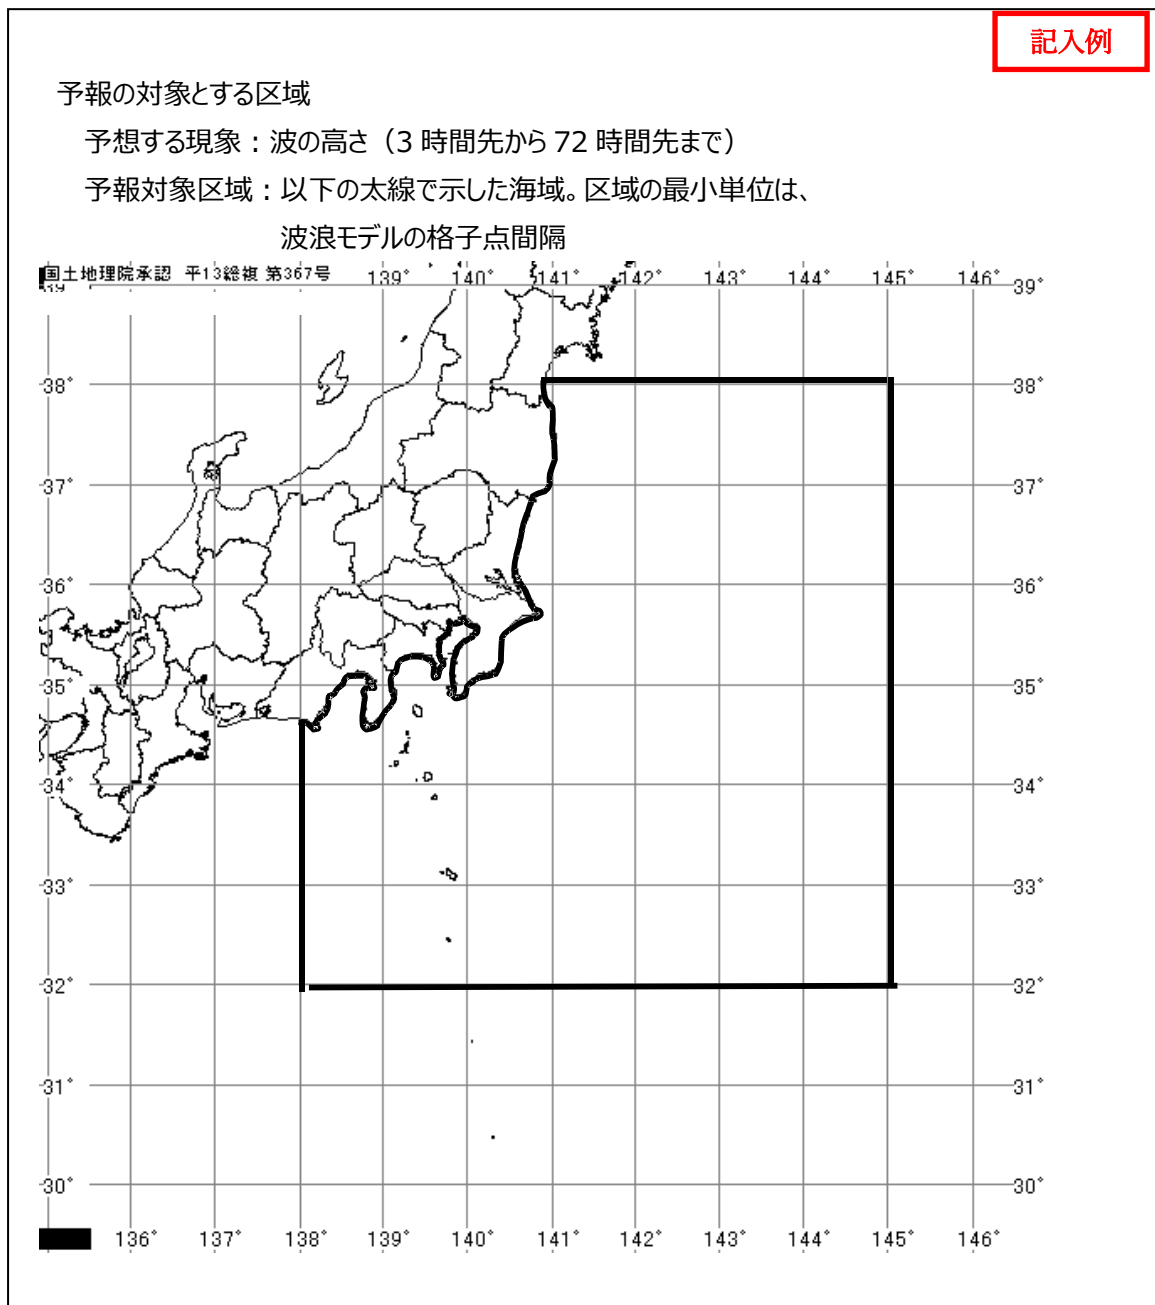 記入例
予報の対象とする区域
予想する現象：波の高さ（3 時間先から 72 時間先まで）
予報対象区域：以下の太線で示した海域。区域の最小単位は、
波浪モデルの格子点間隔
国土地理院承認 平13総複 第367号
139° 140° 141° 142° 143° 144° 145° 146°
39°
38° 38°
37° 37°
36° 36°
35° 35°
34° 34°
33° 33°
32° 32°
31° 31°
30° 30°
136° 137° 138° 139° 140° 141° 142° 143° 144° 145° 146°